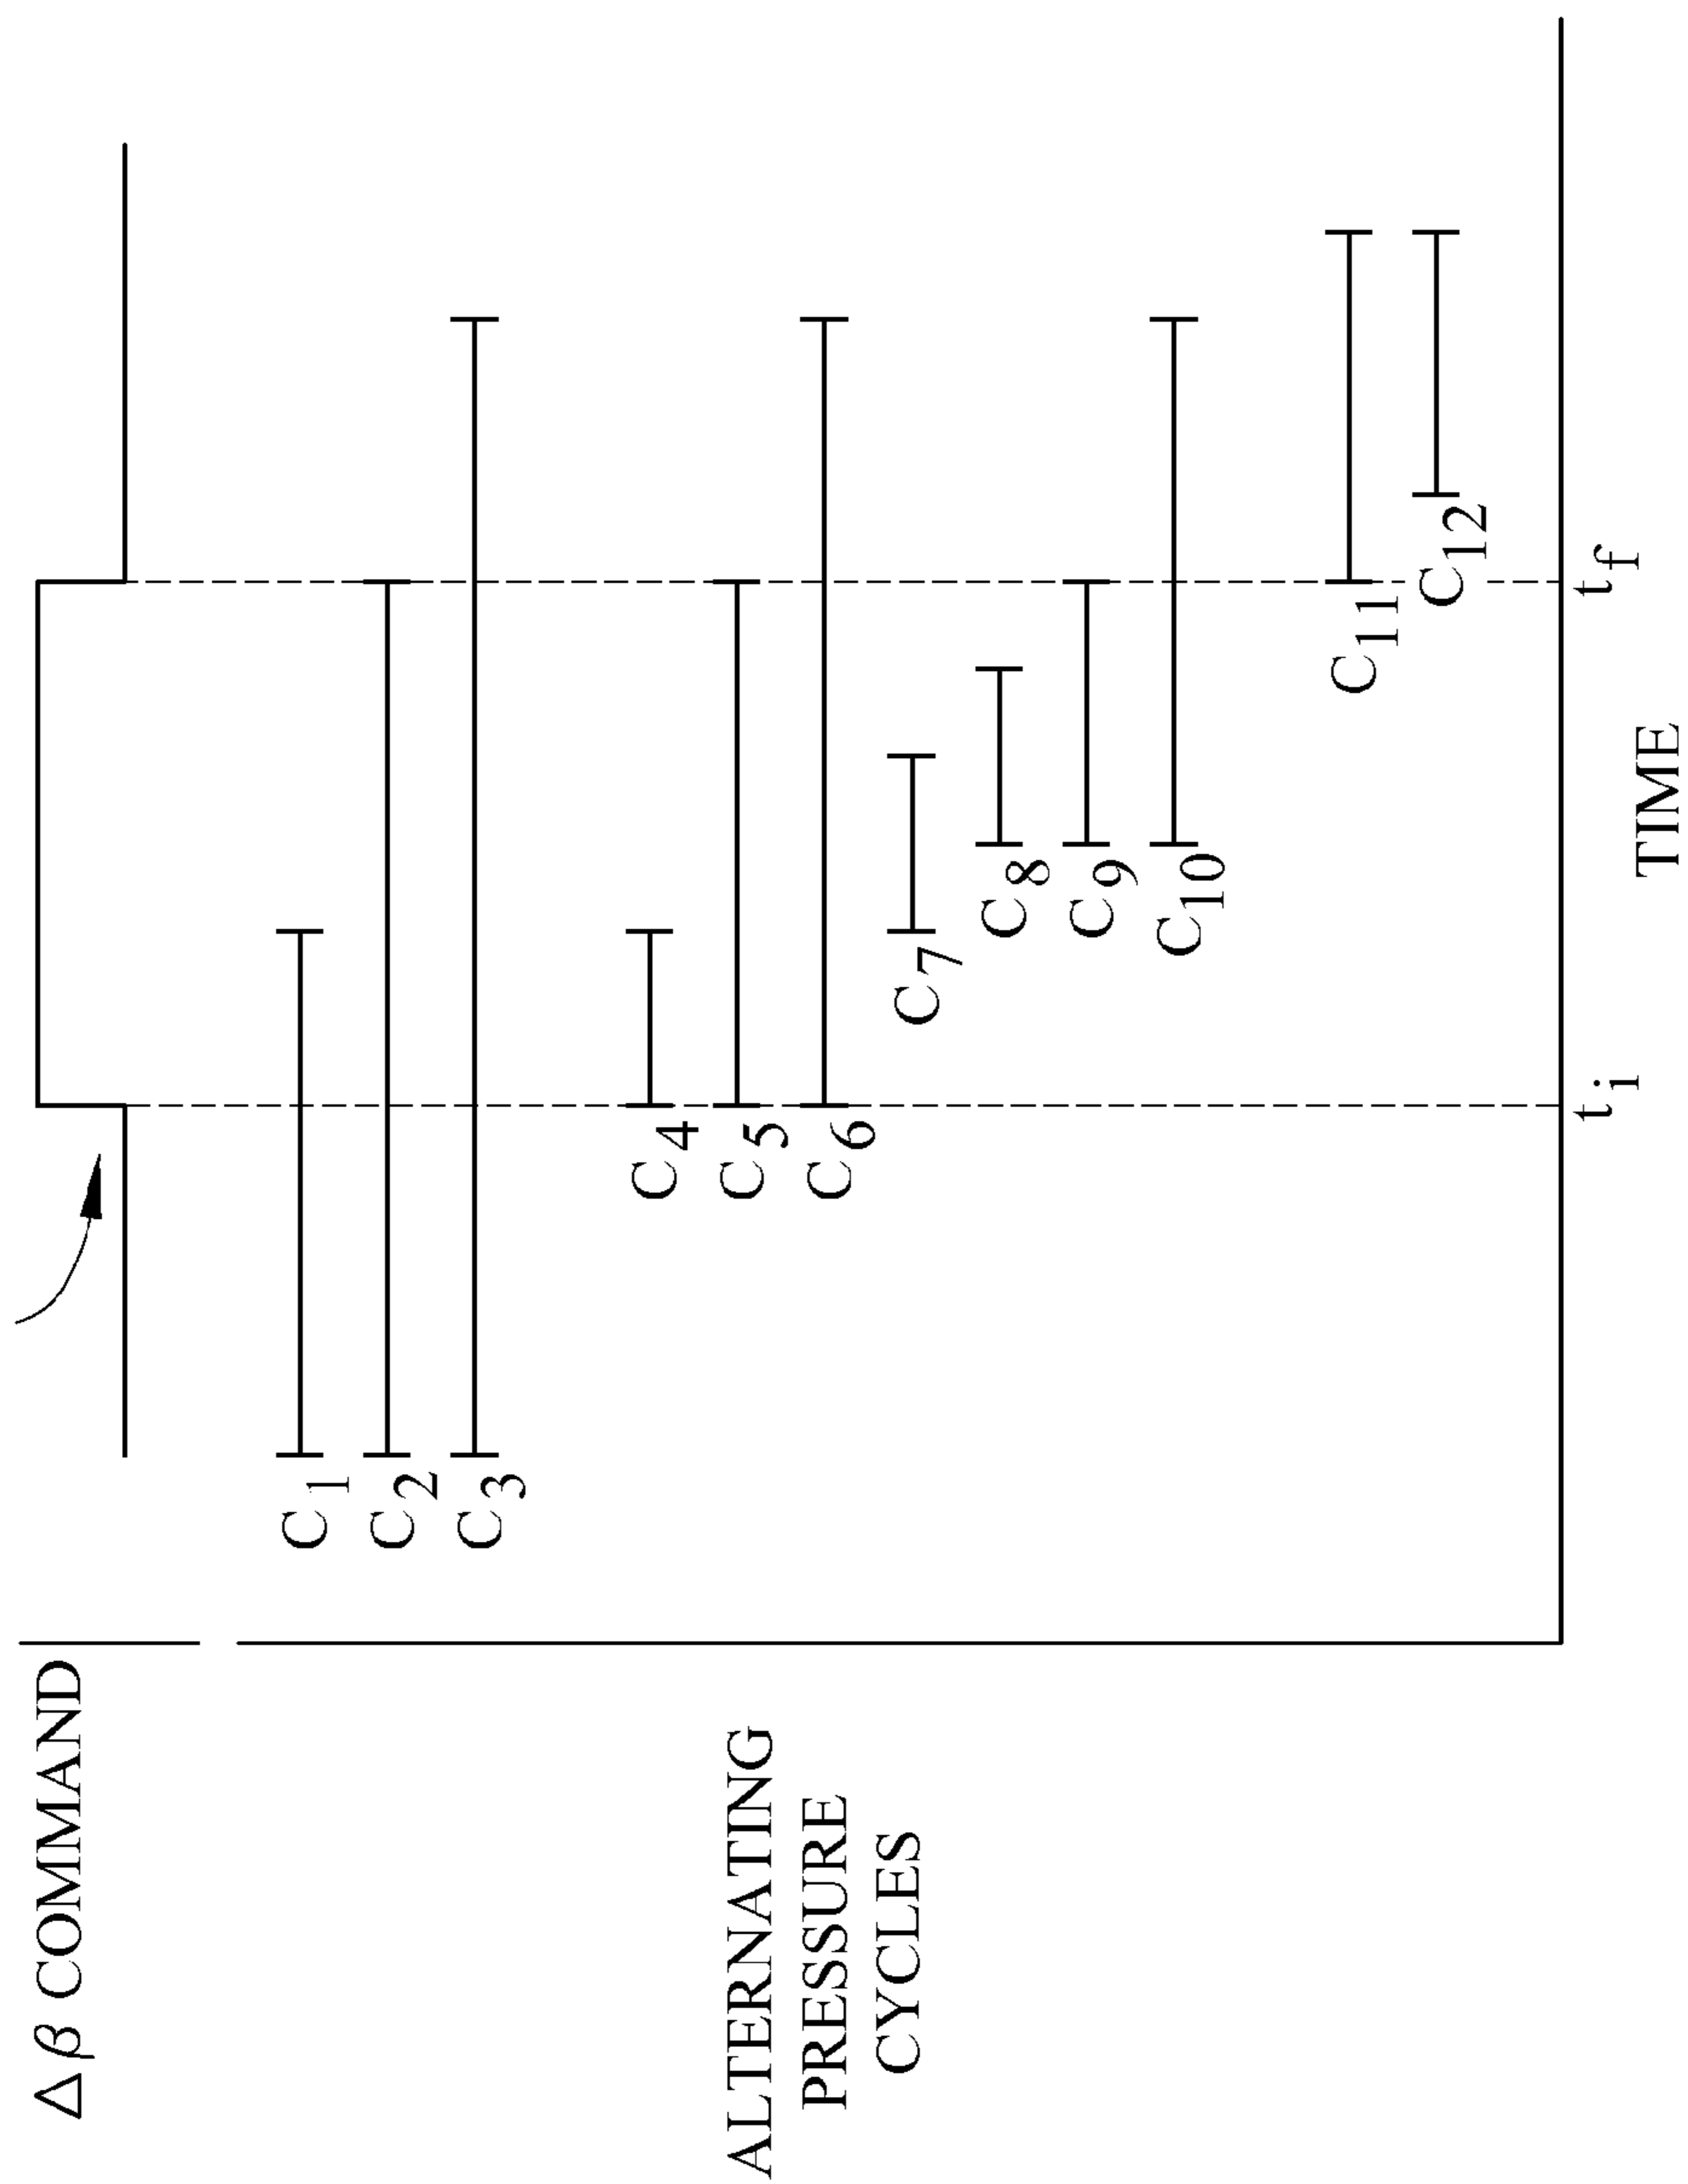 Δβ COMMAND
ALTERNATING
PRESSURE
CYCLES
C1
C2
C3
C4
C5
C6
C7
C8
C9
C10
C11
C12
ti
tf
TIME